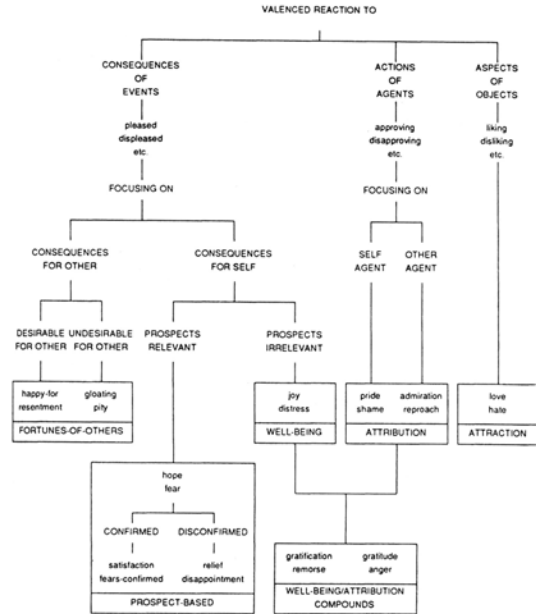 VALENCED REACTION TO
CONSEQUENCES
OF
EVENTS
ACTIONS
OF
AGENTS
ASPECTS
OF
OBJECTS
pleased
displeased
etc.
approving
disapproving
etc.
liking
disliking
etc.
FOCUSING ON
FOCUSING ON
CONSEQUENCES
FOR OTHER
CONSEQUENCES
FOR SELF
SELF
AGENT
OTHER
AGENT
DESIRABLE
FOR OTHER
UNDESIRABLE
FOR OTHER
PROSPECTS
RELEVANT
PROSPECTS
IRRELEVANT
happy-for
resentment
gloating
pity
FORTUNES-OF-OTHERS
joy
distress
WELL-BEING
pride
shame
admiration
reproach
ATTRIBUTION
love
hate
ATTRACTION
hope
fear
CONFIRMED
DISCONFIRMED
satisfaction
fears-confirmed
relief
disappointment
PROSPECT-BASED
gratification
remorse
gratitude
anger
WELL-BEING/ATTRIBUTION
COMPOUNDS